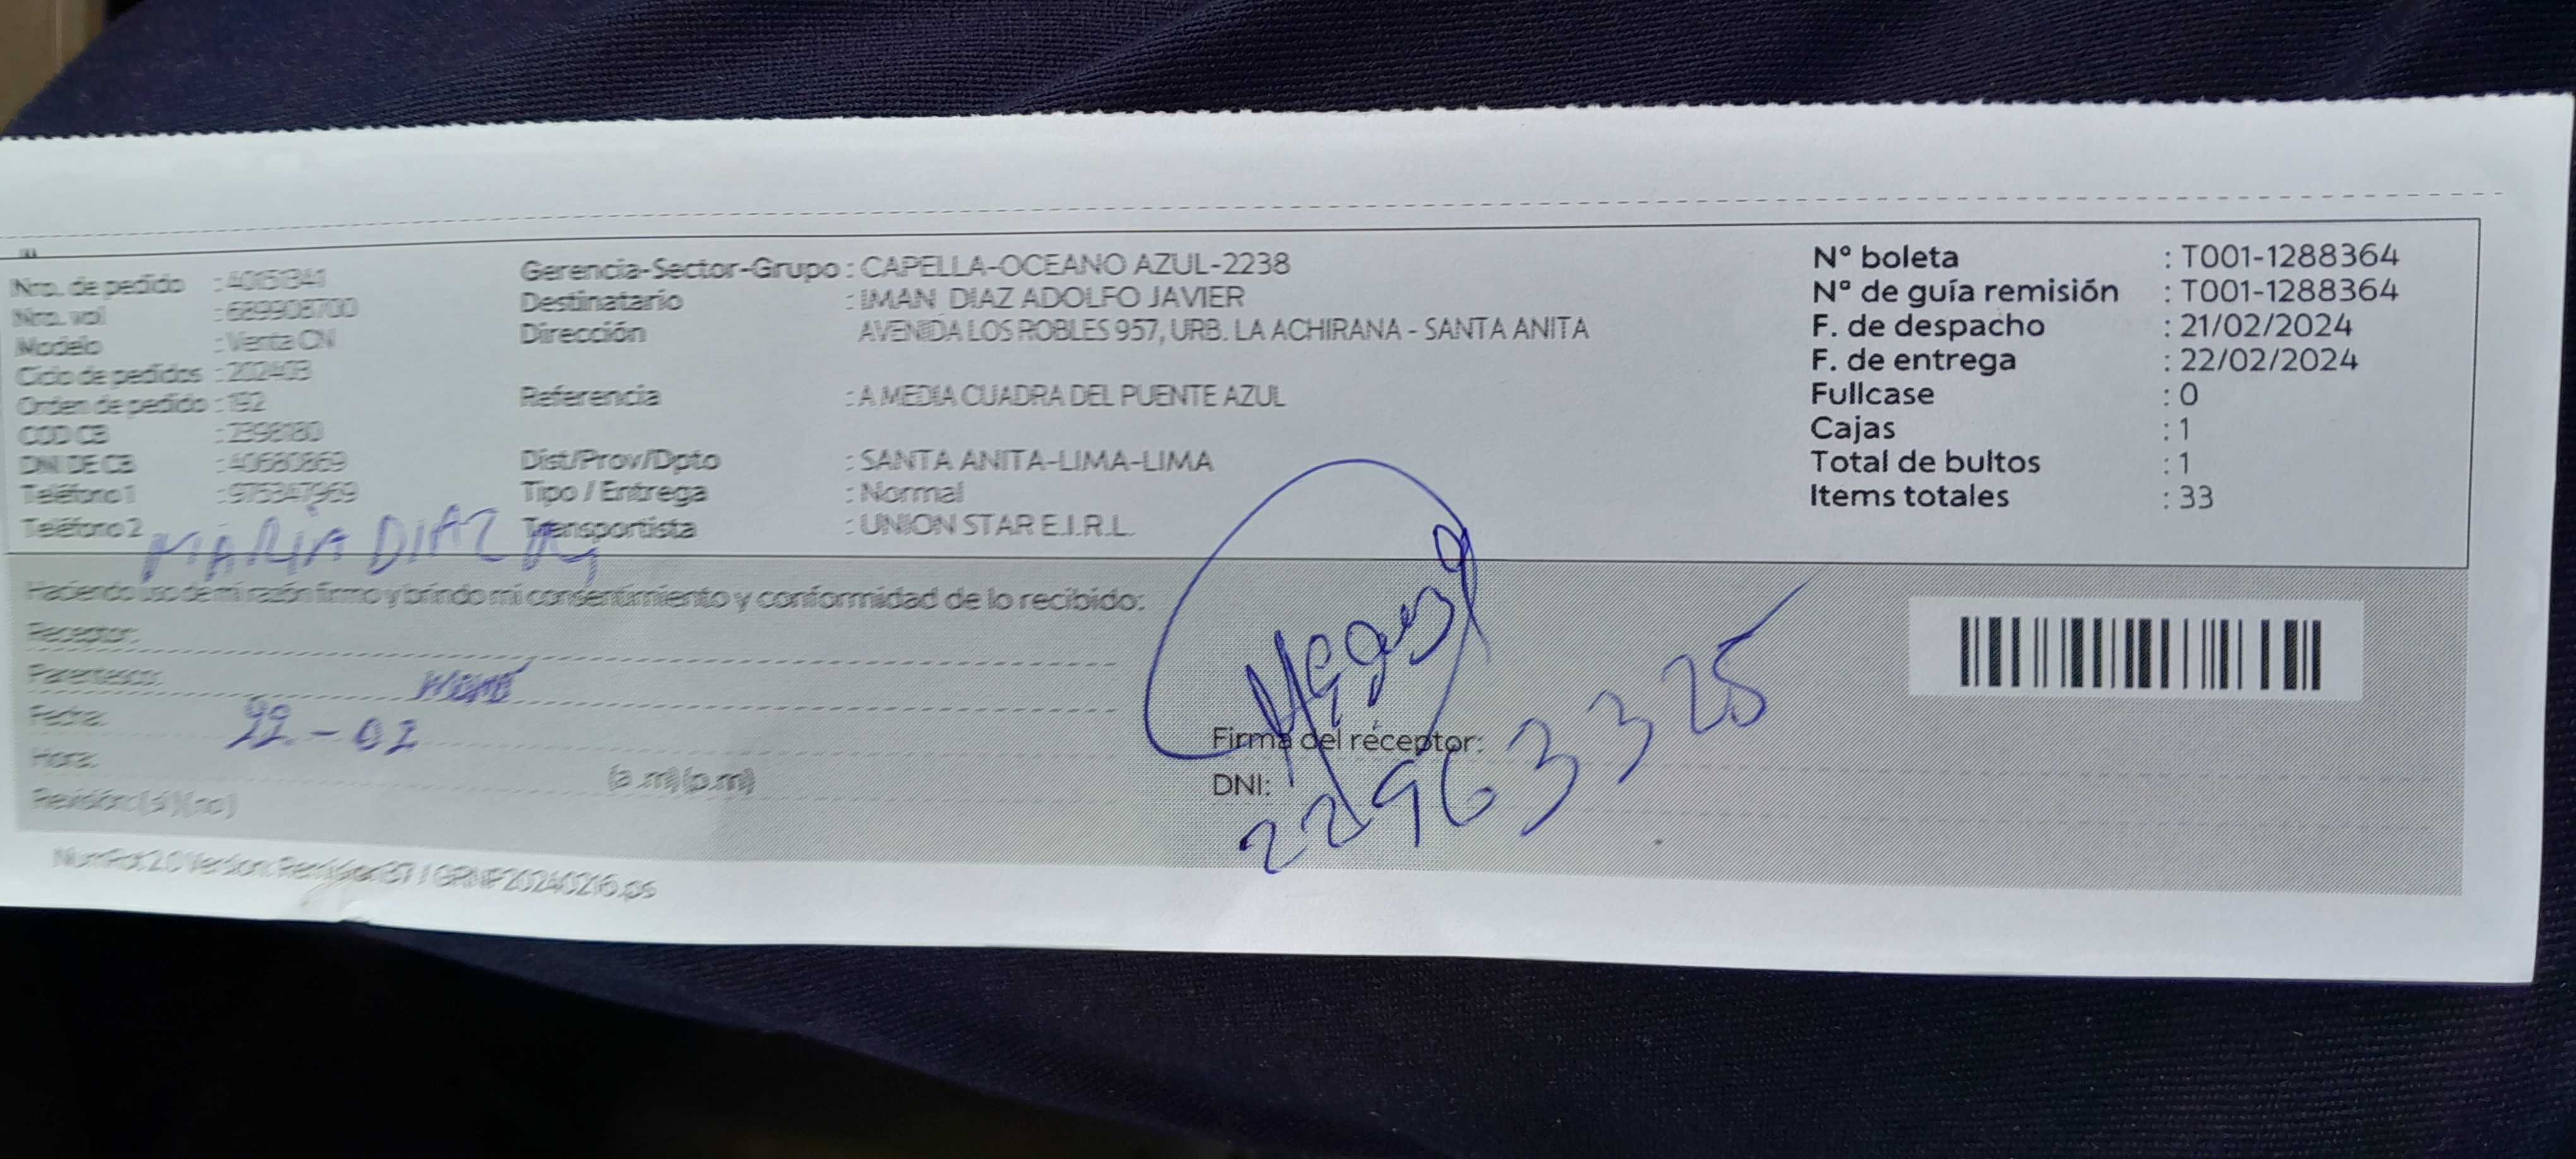 Nro. de pedido : 40151341
Nro. vol : 689908700
Modelo : Venta CN
Ciclo de pedidos : 202403
Orden de pedido : 192
COD CB : 2398180
DNI DE CB : 40680869
Teléfono 1 : 975347969
Teléfono 2
MARIA DIAZ
Gerencia-Sector-Grupo : CAPELLA-OCEANO AZUL-2238
Destinatario : IMAN DIAZ ADOLFO JAVIER
Dirección AVENIDA LOS ROBLES 957, URB. LA ACHIRANA - SANTA ANITA
Referencia : A MEDIA CUADRA DEL PUENTE AZUL
Dist/Prov/Dpto : SANTA ANITA-LIMA-LIMA
Tipo / Entrega : Normal
Transportista : UNION STAR E.I.R.L.
Nº boleta : T001-1288364
Nº de guía remisión : T001-1288364
F. de despacho : 21/02/2024
F. de entrega : 22/02/2024
Fullcase : 0
Cajas : 1
Total de bultos : 1
Items totales : 33
Haciendo uso de mi razón firmo y brindo mi consentimiento y conformidad de lo recibido:
Receptor:
Parentesco:
Fecha: 22-02
Hora: (a.m)(p.m)
Revisión: (si) (no)
Firma del receptor:
DNI: 22963325